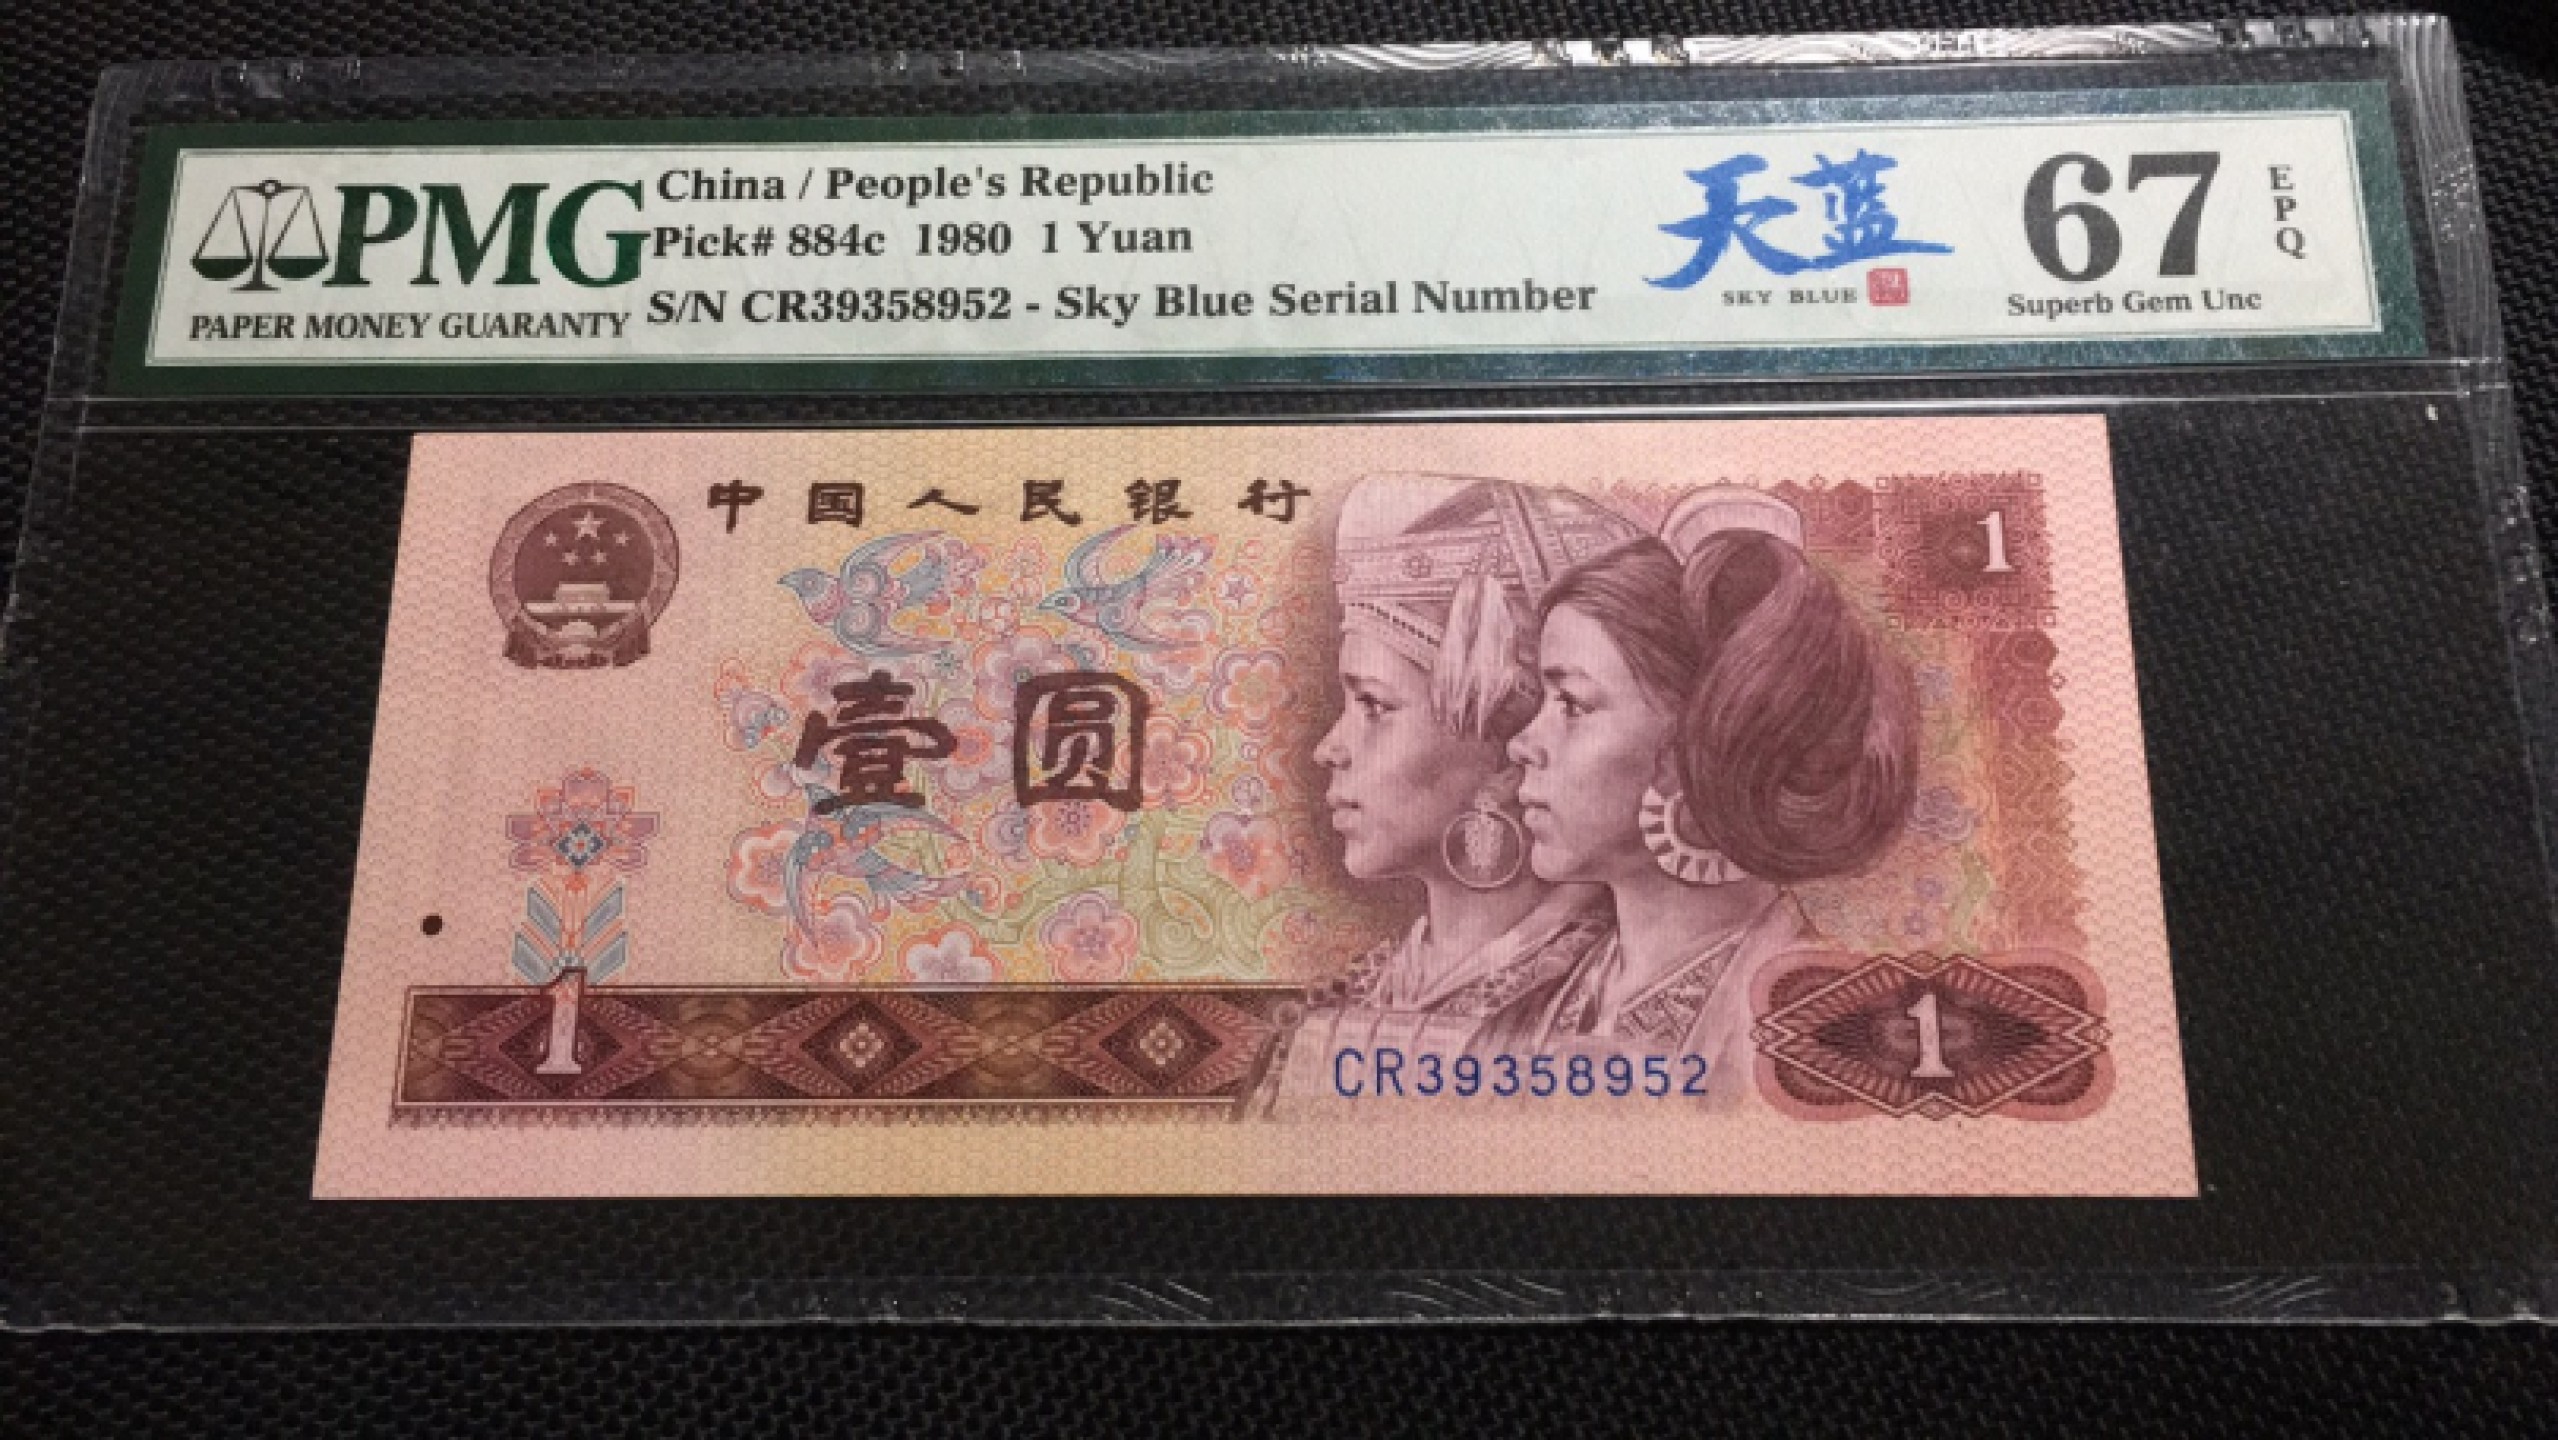 PMG
PAPER MONEY GUARANTY
China / People's Republic
Pick# 884c 1980 1 Yuan
S/N CR39358952 - Sky Blue Serial Number
天蓝
SKY BLUE
67
EPQ
Superb Gem Unc
中国人民银行
1
壹圆
1
CR39358952
1